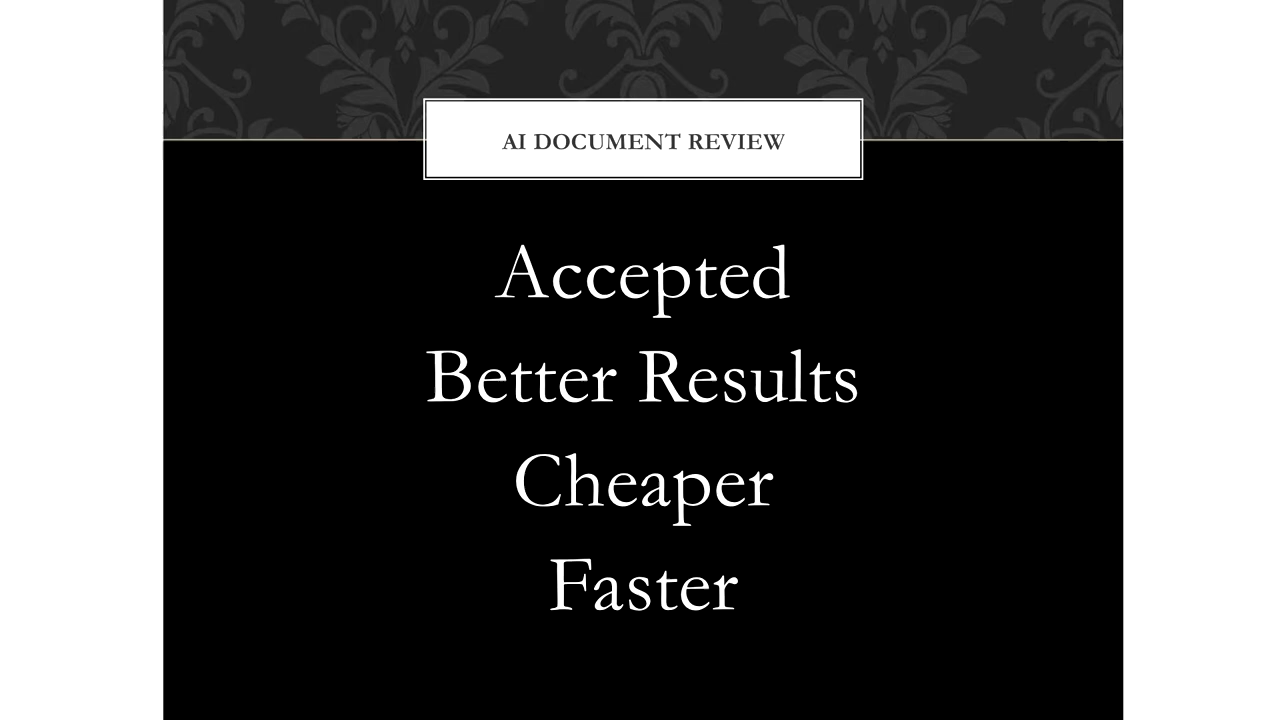 AI DOCUMENT REVIEW
Accepted
Better Results
Cheaper
Faster